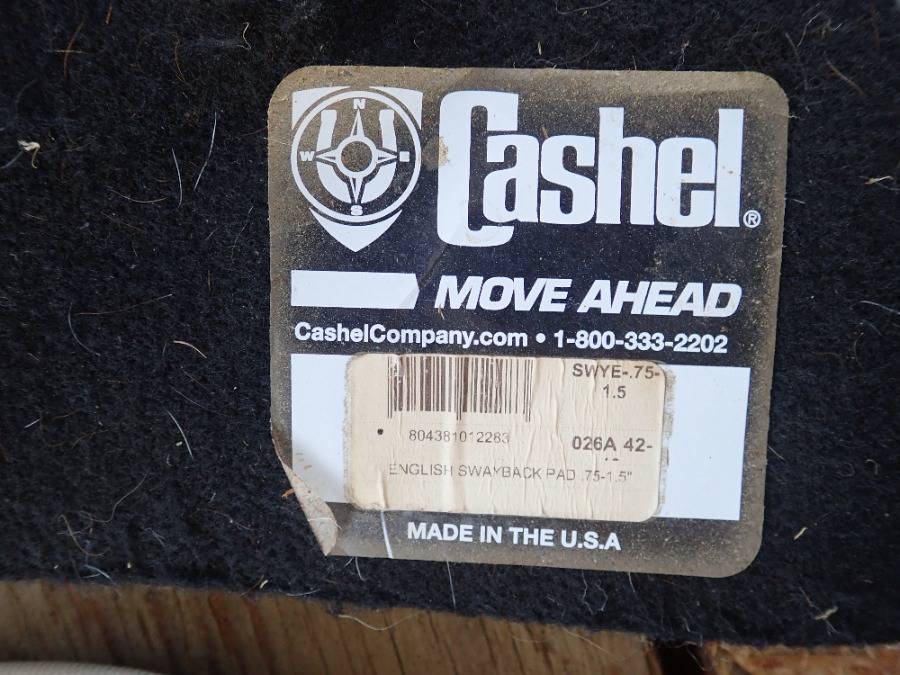 N
W E
S
Cashel®
MOVE AHEAD
CashelCompany.com • 1-800-333-2202
SWYE-.75-
1.5
804381012283
026A 42-
ENGLISH SWAYBACK PAD .75-1.5"
MADE IN THE U.S.A